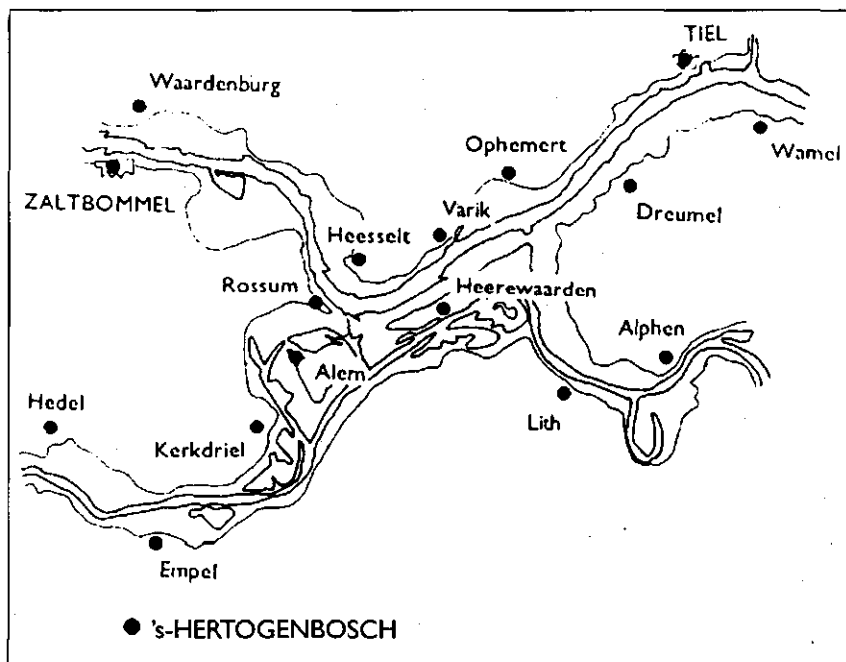 TIEL
Waardenburg
Ophemert
Wamel
ZALTBOMMEL
Varik
Dreumel
Heesselt
Rossum
Heerewaarden
Alphen
Alem
Hedel
Kerkdriel
Lith
Empel
's-HERTOGENBOSCH